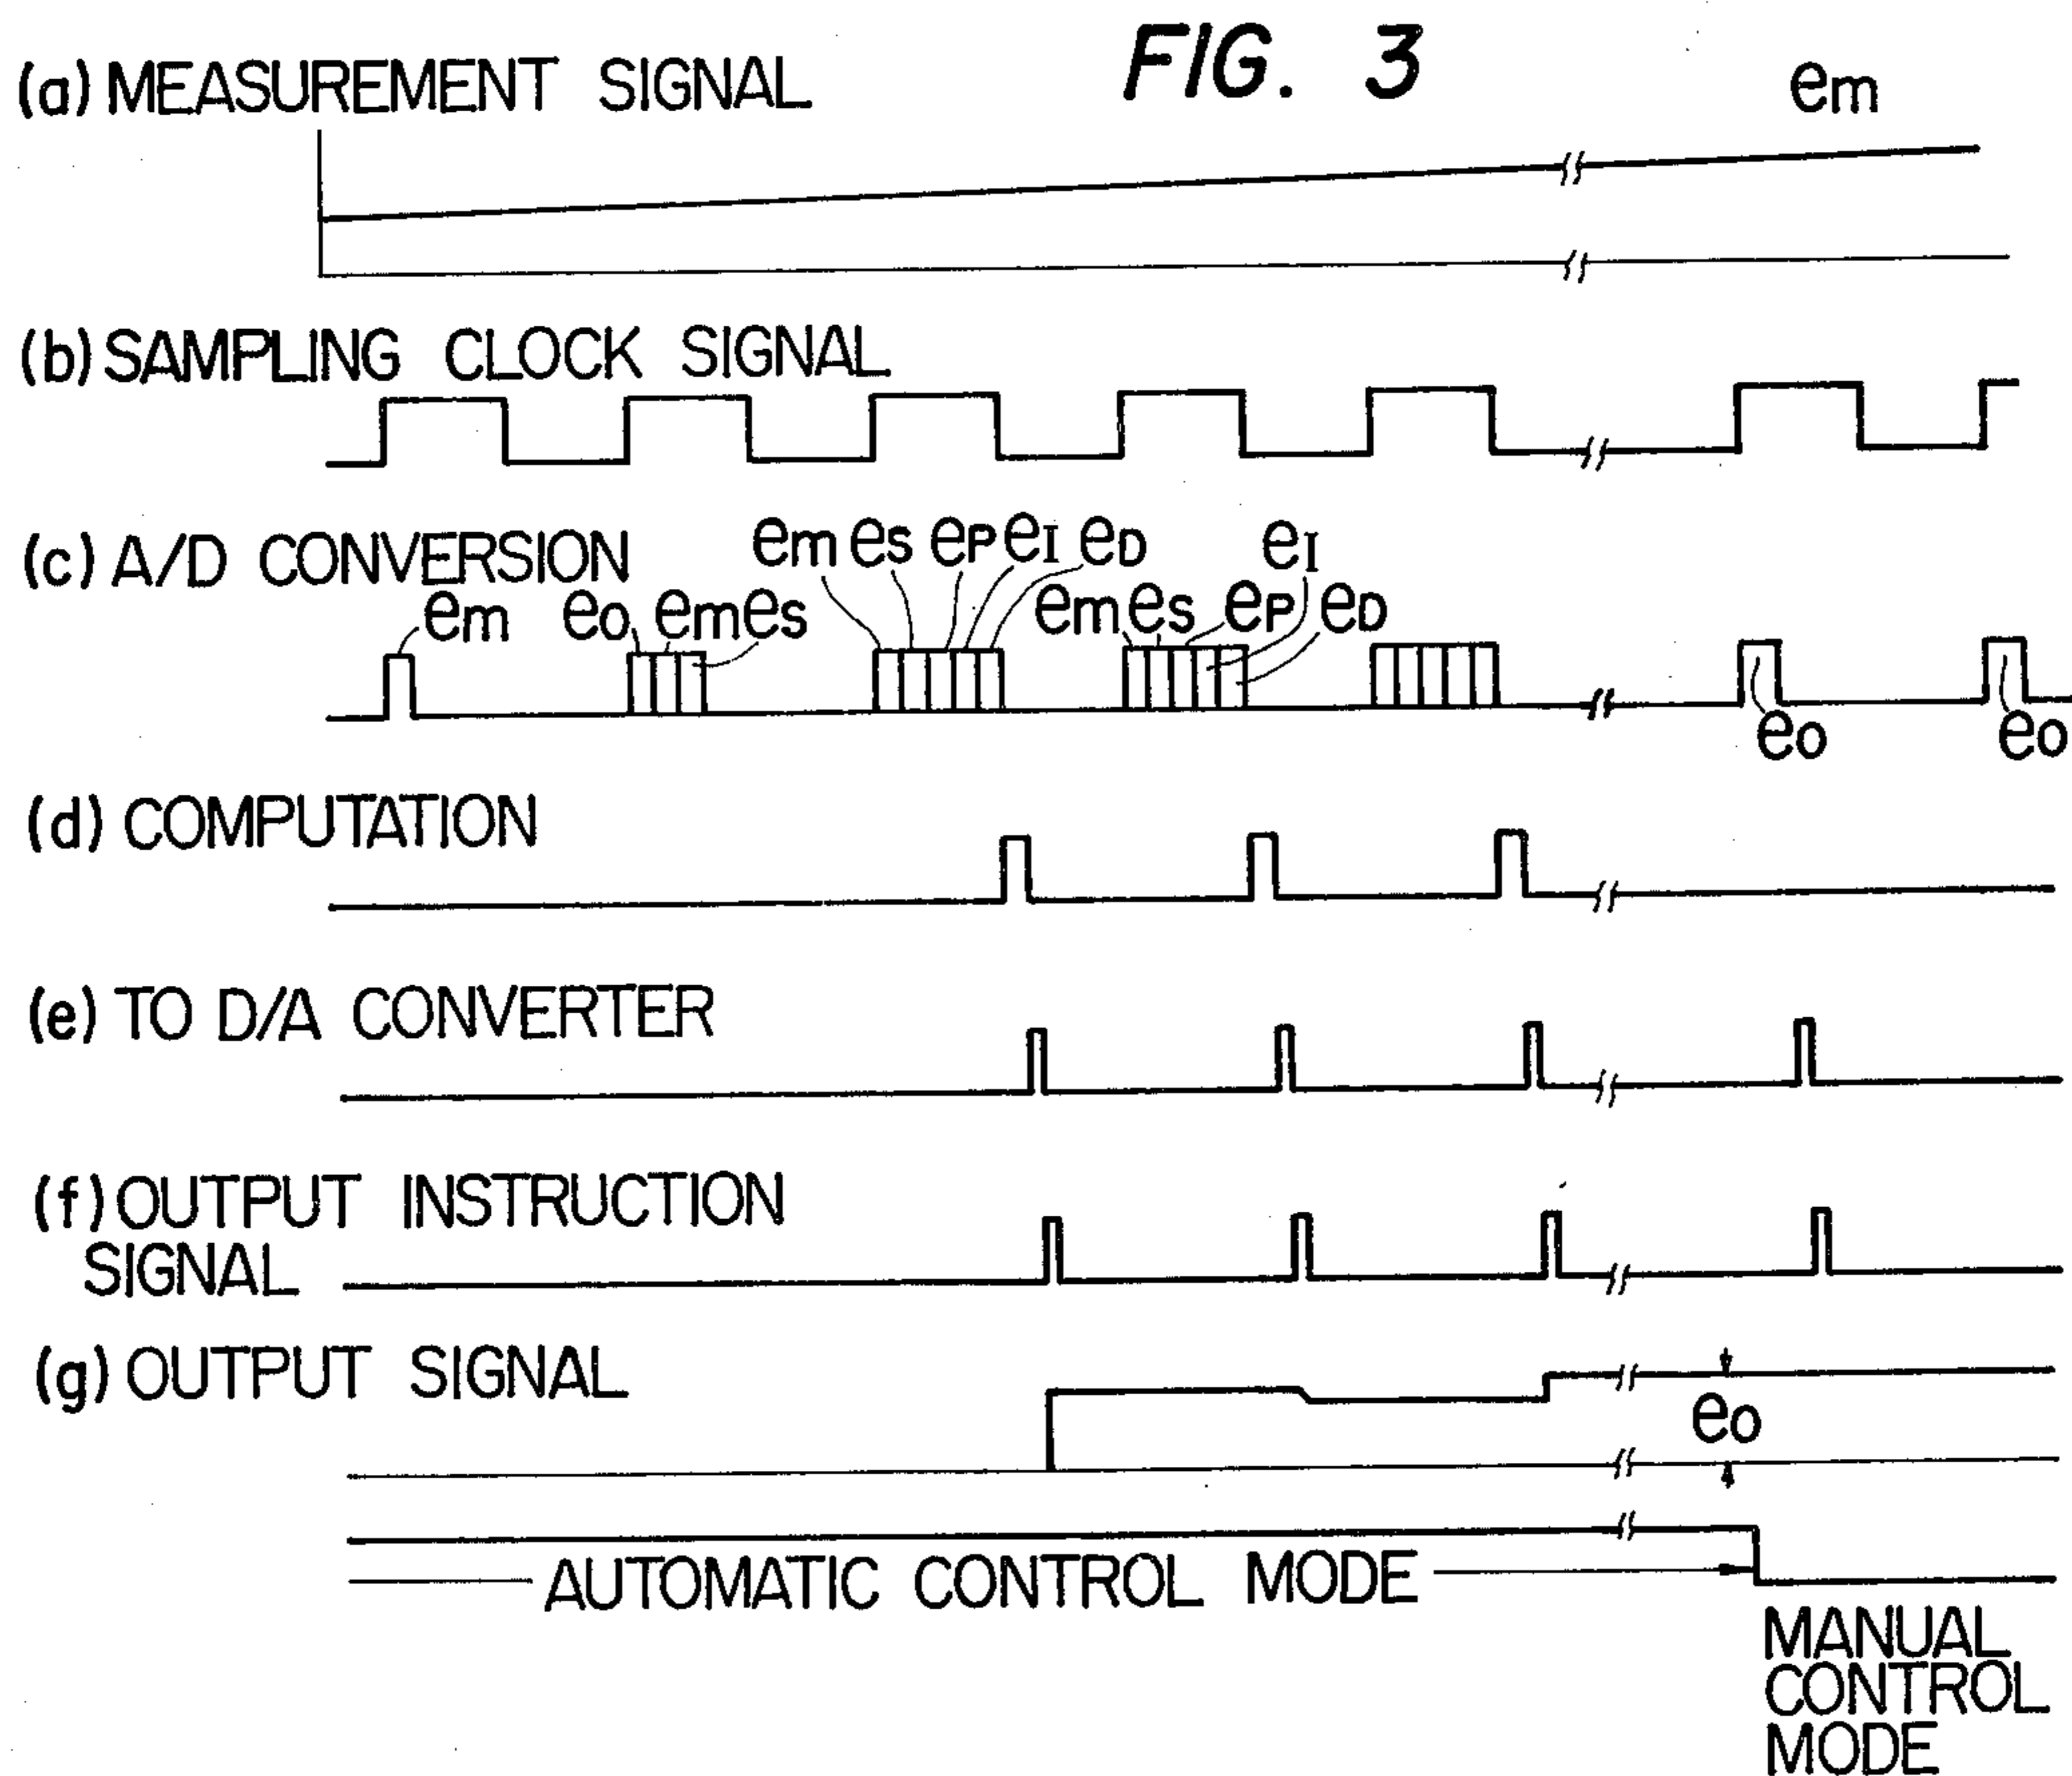 FIG. 3
(a) MEASUREMENT SIGNAL
em
(b) SAMPLING CLOCK SIGNAL
(c) A/D CONVERSION
em es eP eI eD
eI
em eo em es
em es eP eD
eo eo
(d) COMPUTATION
(e) TO D/A CONVERTER
(f) OUTPUT INSTRUCTION
SIGNAL
(g) OUTPUT SIGNAL
eo
AUTOMATIC CONTROL MODE
MANUAL
CONTROL
MODE